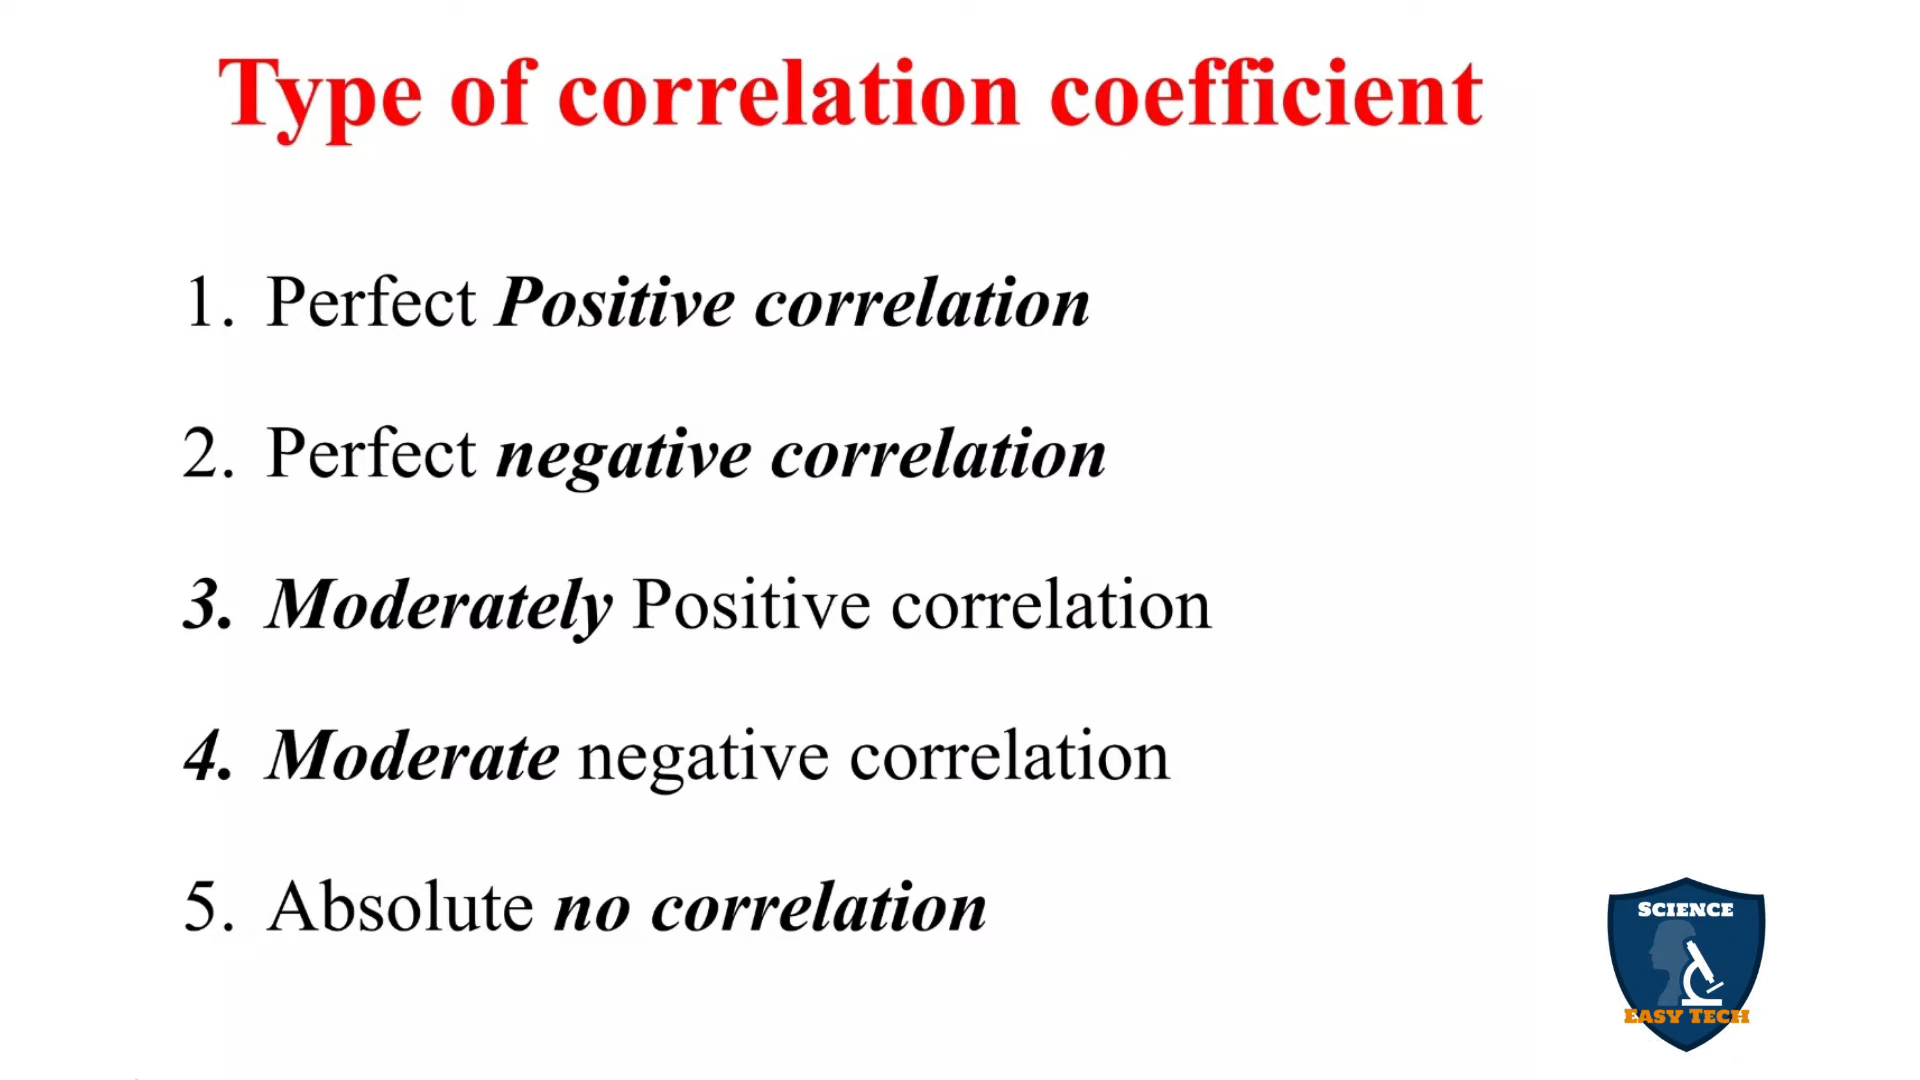 Type of correlation coefficient
1. Perfect Positive correlation
2. Perfect negative correlation
3. Moderately Positive correlation
4. Moderate negative correlation
5. Absolute no correlation
SCIENCE
EASY TECH